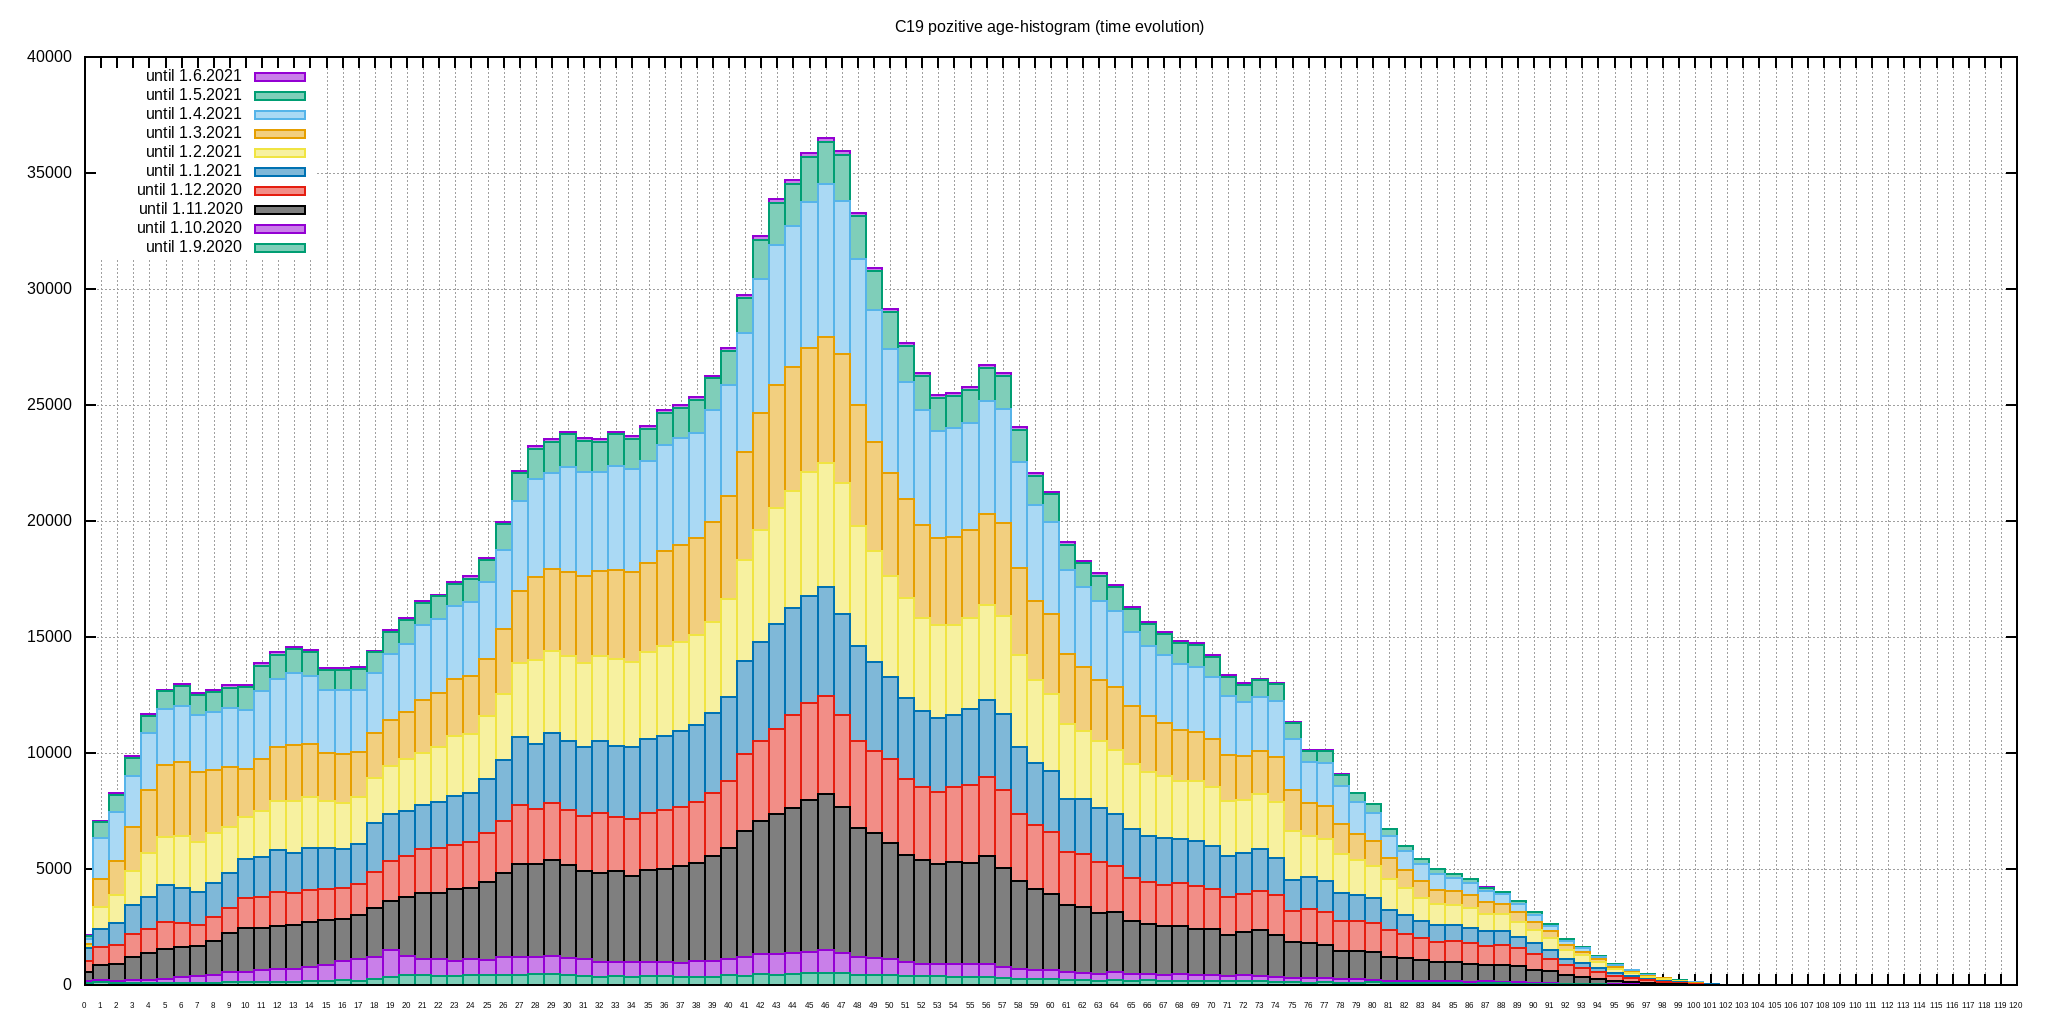 C19 pozitive age-histogram (time evolution)
40000
35000
30000
25000
20000
15000
10000
5000
0
until 1.6.2021
until 1.5.2021
until 1.4.2021
until 1.3.2021
until 1.2.2021
until 1.1.2021
until 1.12.2020
until 1.11.2020
until 1.10.2020
until 1.9.2020
0 1 2 3 4 5 6 7 8 9 10 11 12 13 14 15 16 17 18 19 20 21 22 23 24 25 26 27 28 29 30 31 32 33 34 35 36 37 38 39 40 41 42 43 44 45 46 47 48 49 50 51 52 53 54 55 56 57 58 59 60 61 62 63 64 65 66 67 68 69 70 71 72 73 74 75 76 77 78 79 80 81 82 83 84 85 86 87 88 89 90 91 92 93 94 95 96 97 98 99 100 101 102 103 104 105 106 107 108 109 110 111 112 113 114 115 116 117 118 119 120